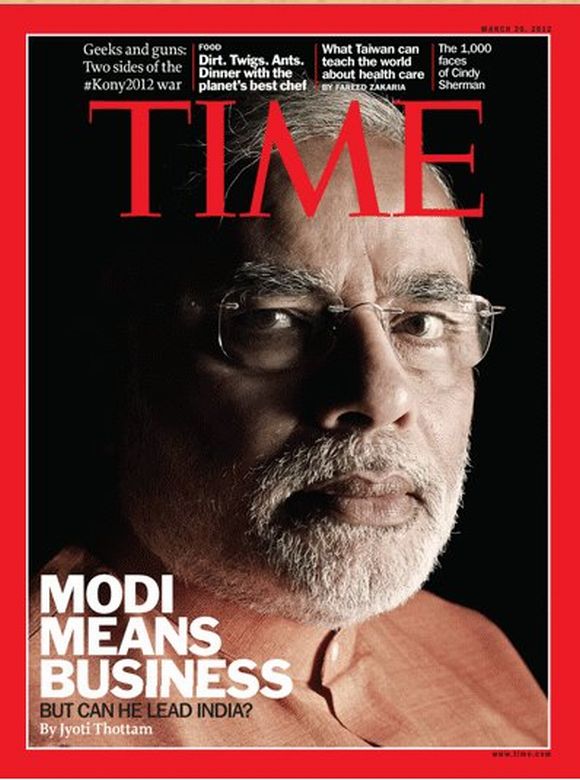 MARCH 26, 2012
Geeks and guns:
Two sides of the
#Kony2012 war
FOOD
Dirt. Twigs. Ants.
Dinner with the
planet's best chef
What Taiwan can
teach the world
about health care
BY FAREED ZAKARIA
The 1,000
faces
of Cindy
Sherman
TIME
MODI
MEANS
BUSINESS
BUT CAN HE LEAD INDIA?
By Jyoti Thottam
www.time.com